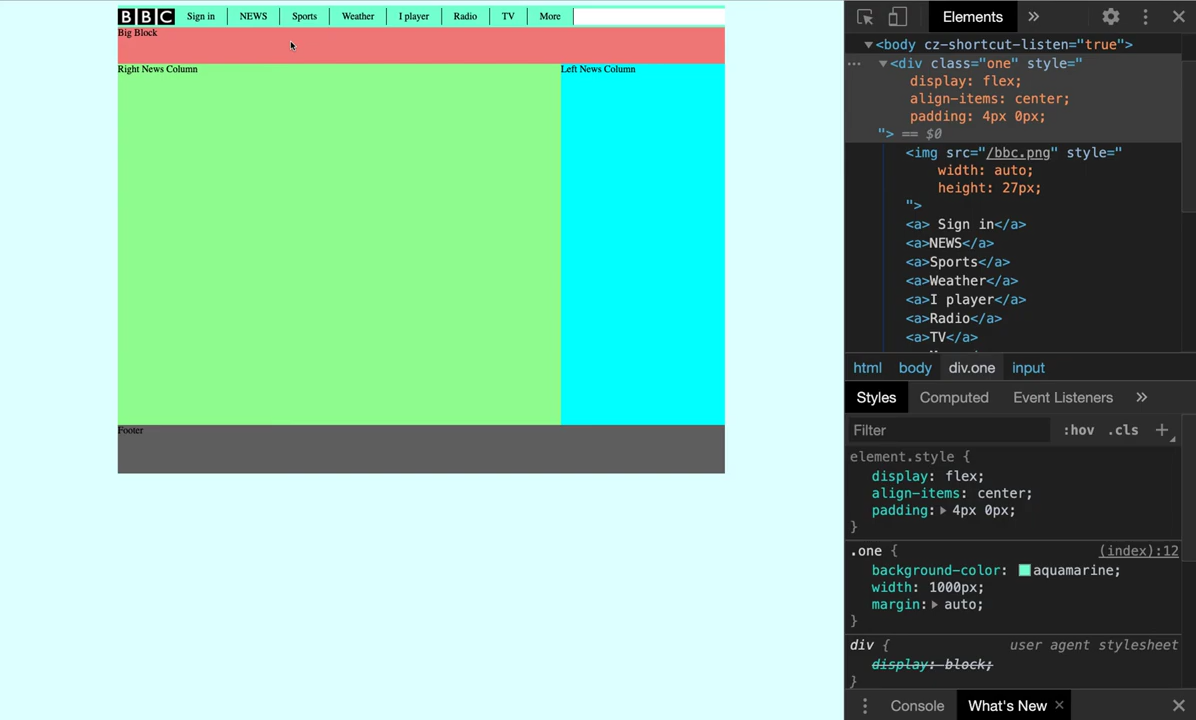 BBC Sign in NEWS Sports Weather I player Radio TV More
Big Block
Right News Column
Left News Column
Footer
Elements »
▼<body cz-shortcut-listen="true">
… ▼<div class="one" style="
display: flex;
align-items: center;
padding: 4px 0px;
"> == $0
<img src="/bbc.png" style="
width: auto;
height: 27px;
">
<a> Sign in</a>
<a>NEWS</a>
<a>Sports</a>
<a>Weather</a>
<a>I player</a>
<a>Radio</a>
<a>TV</a>
html body div.one input
Styles Computed Event Listeners »
Filter :hov .cls +
element.style {
display: flex;
align-items: center;
padding: ▶ 4px 0px;
}
.one { (index):12
background-color: aquamarine;
width: 1000px;
margin: ▶ auto;
}
div { user agent stylesheet
display: block;
}
Console What's New ×